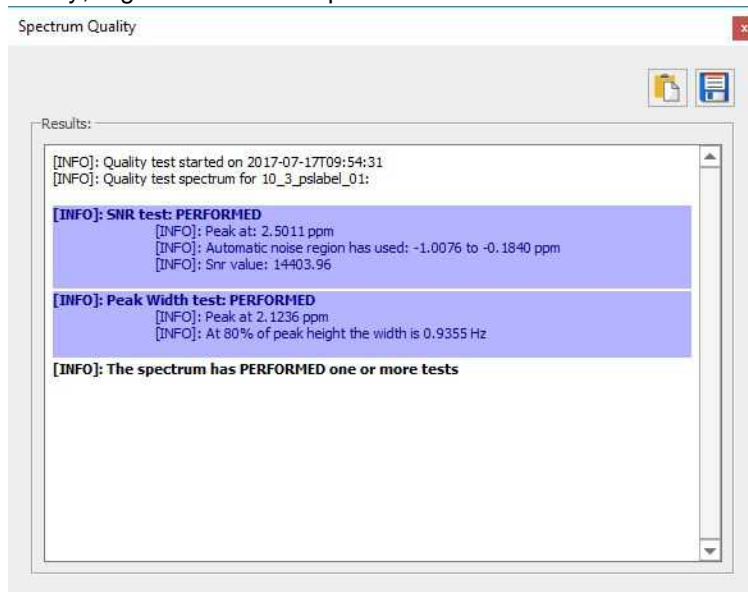 Spectrum Quality
x
Results:
[INFO]: Quality test started on 2017-07-17T09:54:31
[INFO]: Quality test spectrum for 10_3_pslabel_01:
[INFO]: SNR test: PERFORMED
[INFO]: Peak at: 2.5011 ppm
[INFO]: Automatic noise region has used: -1.0076 to -0.1840 ppm
[INFO]: Snr value: 14403.96
[INFO]: Peak Width test: PERFORMED
[INFO]: Peak at 2.1236 ppm
[INFO]: At 80% of peak height the width is 0.9355 Hz
[INFO]: The spectrum has PERFORMED one or more tests